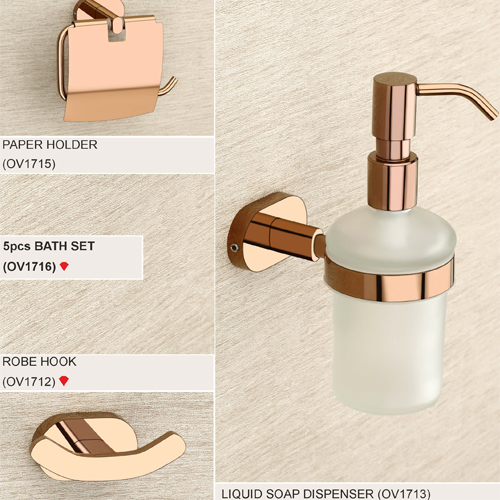 PAPER HOLDER
(OV1715)
5pcs BATH SET
(OV1716)
ROBE HOOK
(OV1712)
LIQUID SOAP DISPENSER (OV1713)